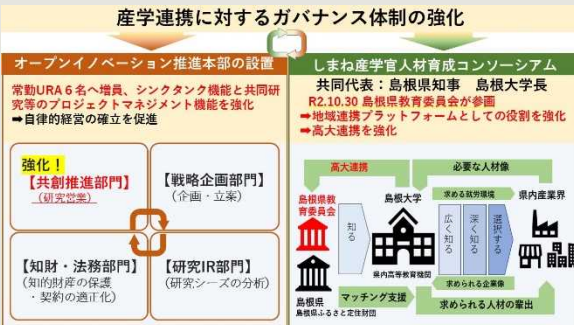 産学連携に対するガバナンス体制の強化
オープンイノベーション推進本部の設置
常勤URA6名へ増員、シンクタンク機能と共同研
究等のプロジェクトマネジメント機能を強化
➡自律的経営の確立を促進
強化！
【共創推進部門】
(研究営業)
【戦略企画部門】
(企画・立案)
【知財・法務部門】
(知的財産の保護
・契約の適正化)
【研究IR部門】
(研究シーズの分析)
しまね産学官人材育成コンソーシアム
共同代表：島根県知事 島根大学長
R2.10.30 島根県教育委員会が参画
➡地域連携プラットフォームとしての役割を強化
➡高大連携を強化
高大連携
必要な人材像
島根県教
育委員会
島根大学
求める就労環境
県内産業界
知る
広く知る
深く知る
選択する
県内高等教育機関
島根県
島根県ふるさと定住財団
マッチング支援
求められる企業像
求められる人材の輩出